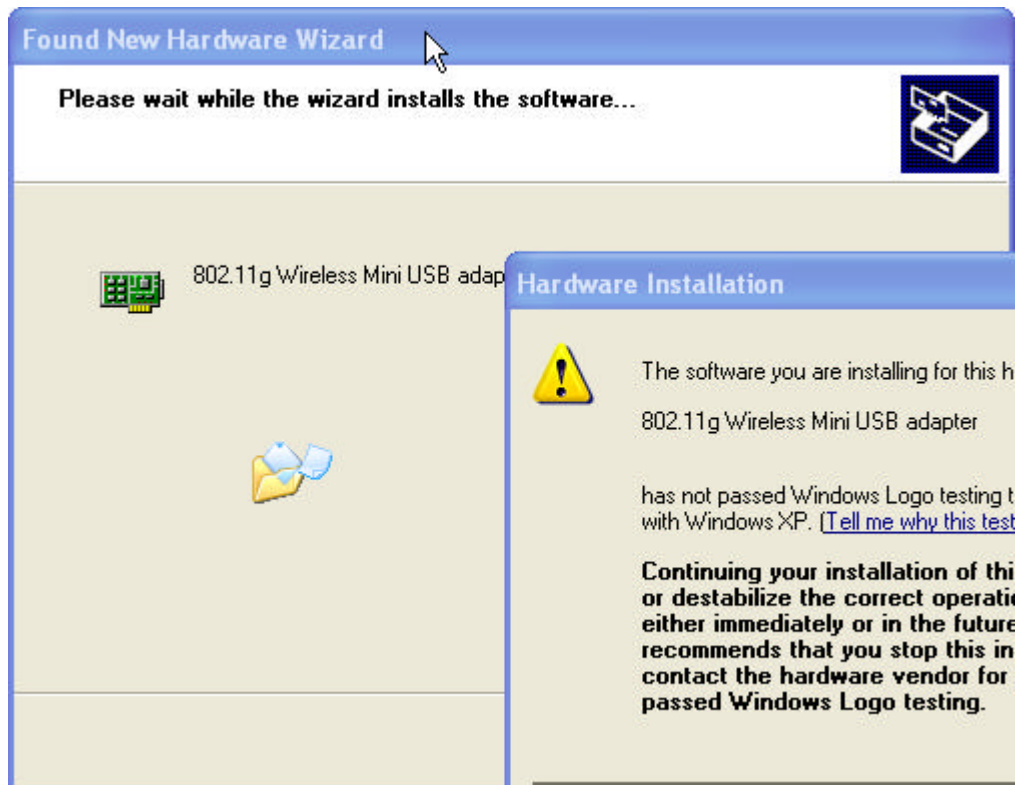 Found New Hardware Wizard
Please wait while the wizard installs the software...
802.11g Wireless Mini USB adap
Hardware Installation
The software you are installing for this h
802.11g Wireless Mini USB adapter
has not passed Windows Logo testing t
with Windows XP. (Tell me why this test
Continuing your installation of thi
or destabilize the correct operati
either immediately or in the future
recommends that you stop this in
contact the hardware vendor for
passed Windows Logo testing.